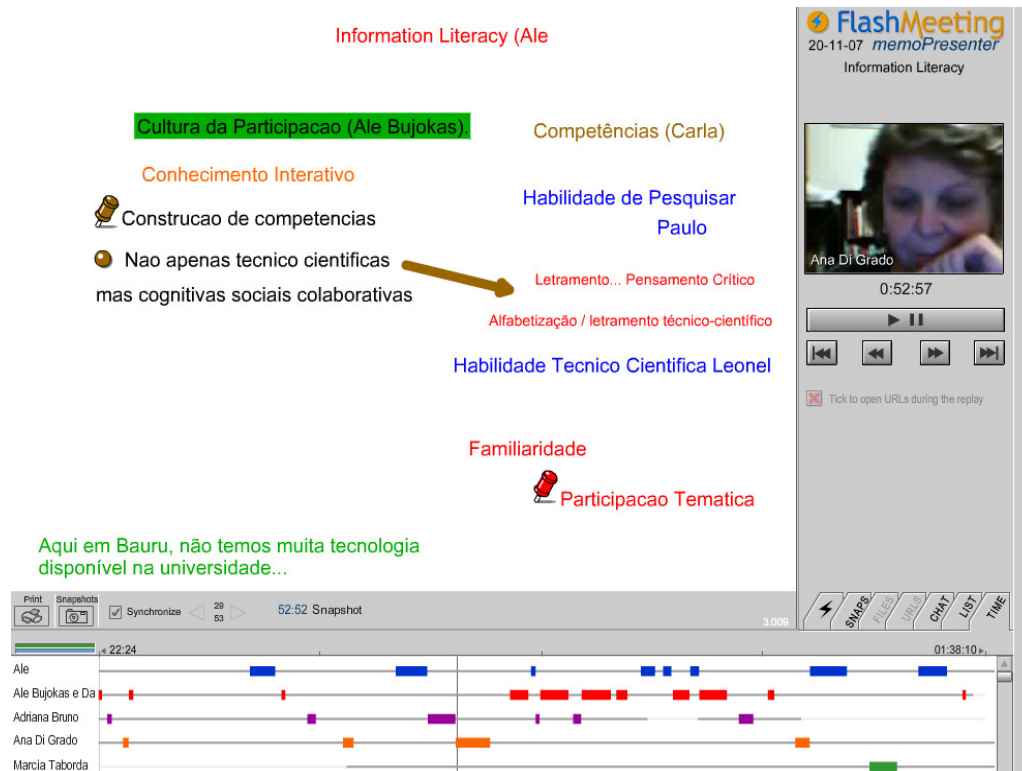 Information Literacy (Ale
Cultura da Participacao (Ale Bujokas).
Competências (Carla)
Conhecimento Interativo
Habilidade de Pesquisar
Paulo
Construcao de competencias
Nao apenas tecnico cientificas
mas cognitivas sociais colaborativas
Letramento... Pensamento Crítico
Alfabetização / letramento técnico-científico
Habilidade Tecnico Cientifica Leonel
Familiaridade
Participacao Tematica
Aqui em Bauru, não temos muita tecnologia
disponível na universidade...
FlashMeeting
20-11-07 memoPresenter
Information Literacy
Ana Di Grado
0:52:57
Tick to open URLs during the replay
Print
Snapshots
Synchronize
29
53
52:52 Snapshot
3.009
SNAPS
FILES
URLS
CHAT
LIST
TIME
22:24
01:38:10
Ale
Ale Bujokas e Da
Adriana Bruno
Ana Di Grado
Marcia Taborda